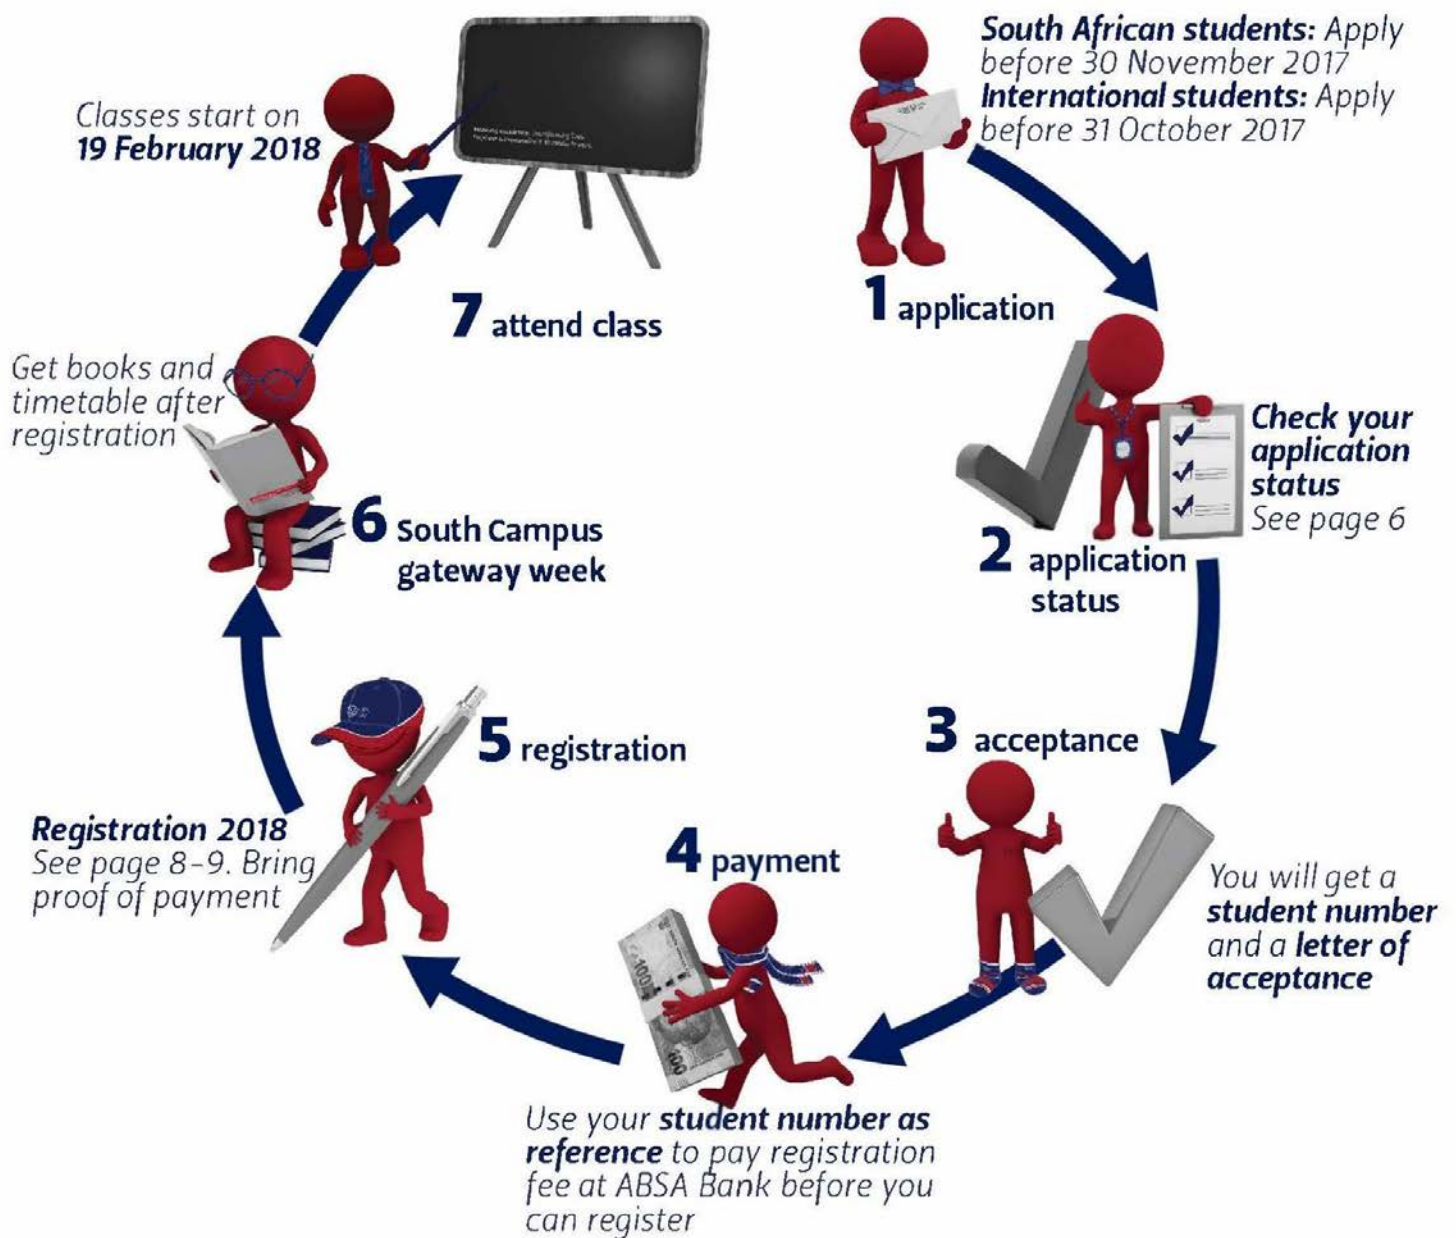 South African students: Apply
before 30 November 2017
International students: Apply
before 31 October 2017
1 application
Check your
application
status
See page 6
2 application
status
3 acceptance
You will get a
student number
and a letter of
acceptance
4 payment
100
100
Use your student number as
reference to pay registration
fee at ABSA Bank before you
can register
5 registration
Registration 2018
See page 8-9. Bring
proof of payment
6 South Campus
gateway week
Get books and
timetable after
registration
7 attend class
Classes start on
19 February 2018